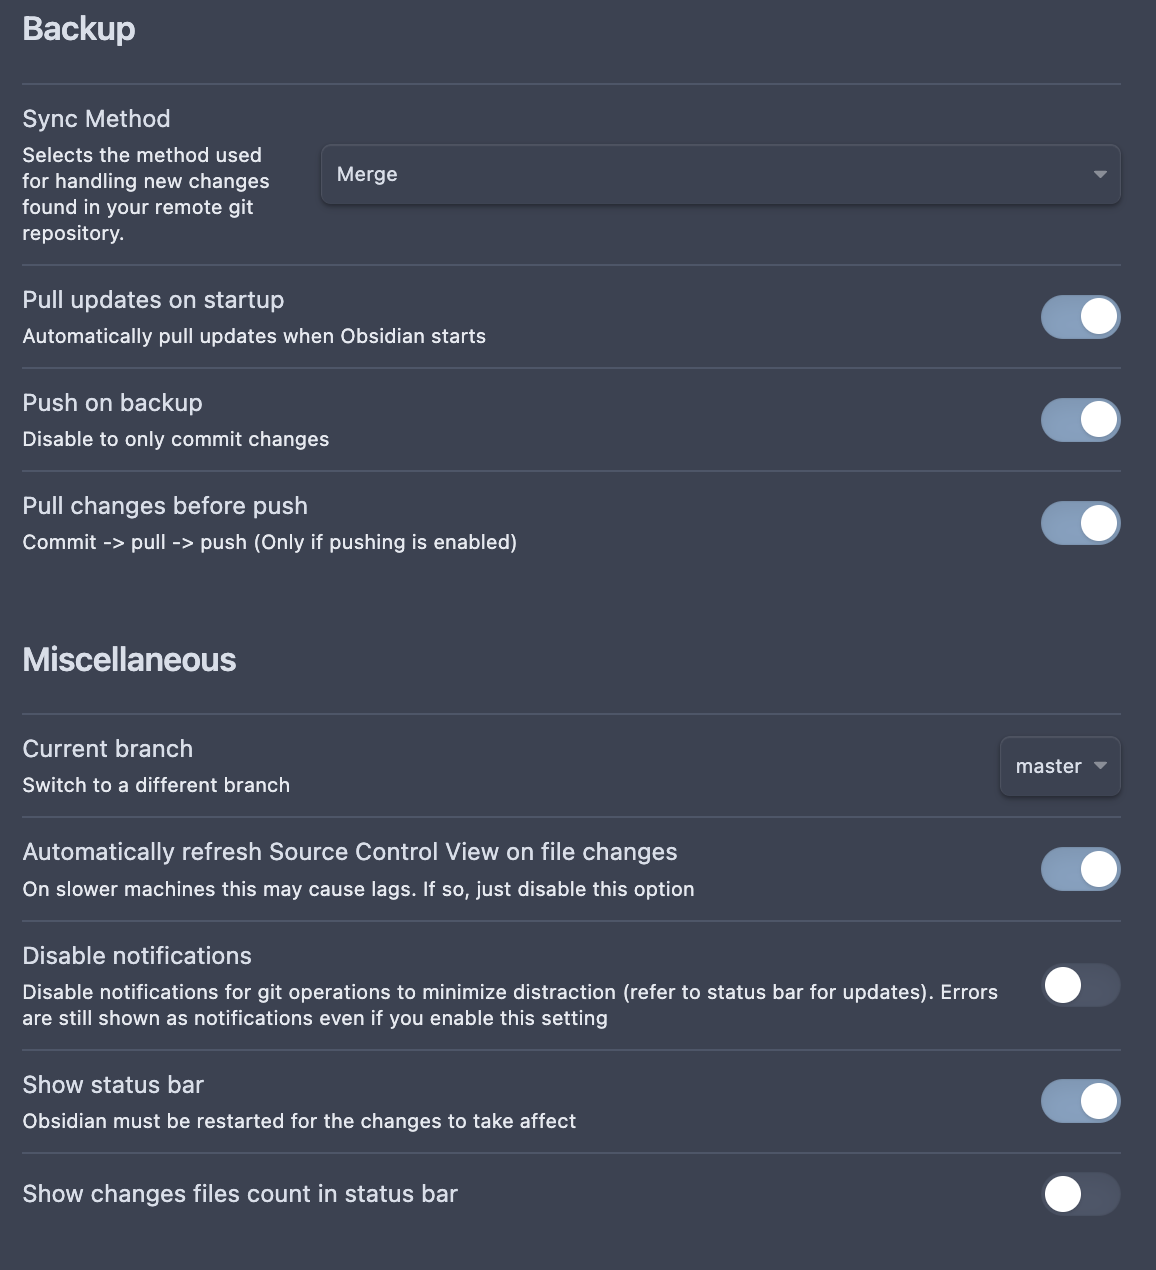 Backup
Sync Method
Selects the method used
for handling new changes
found in your remote git
repository.
Merge
Pull updates on startup
Automatically pull updates when Obsidian starts
Push on backup
Disable to only commit changes
Pull changes before push
Commit -> pull -> push (Only if pushing is enabled)
Miscellaneous
Current branch
Switch to a different branch
master
Automatically refresh Source Control View on file changes
On slower machines this may cause lags. If so, just disable this option
Disable notifications
Disable notifications for git operations to minimize distraction (refer to status bar for updates). Errors
are still shown as notifications even if you enable this setting
Show status bar
Obsidian must be restarted for the changes to take affect
Show changes files count in status bar